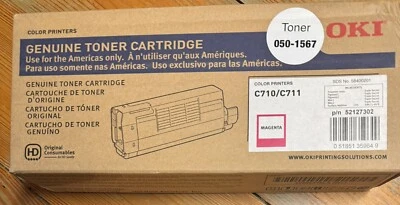 COLOR PRINTERS
Toner
050-1567
OKI
GENUINE TONER CARTRIDGE
Use for the Americas only. À n'utiliser qu'aux Amériques.
Para uso somente nas Américas. Uso exclusivo para las Américas.
GENUINE TONER CARTRIDGE
CARTOUCHE DE TONER
D'ORIGINE
CARTUCHO DE TONER
ORIGINAL
CARTUCHO DE TÓNER
GENUINO
HD
Original
Consumables
COLOR PRINTERS
C710/C711
MAGENTA
p/n 52127302
WWW.OKIPRINTINGSOLUTIONS.COM